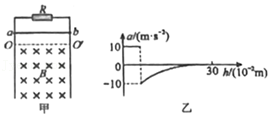 R
a b
O O'
B
甲
a/(m·s⁻²)
10
0
-10
30 h/(10⁻²m)
乙